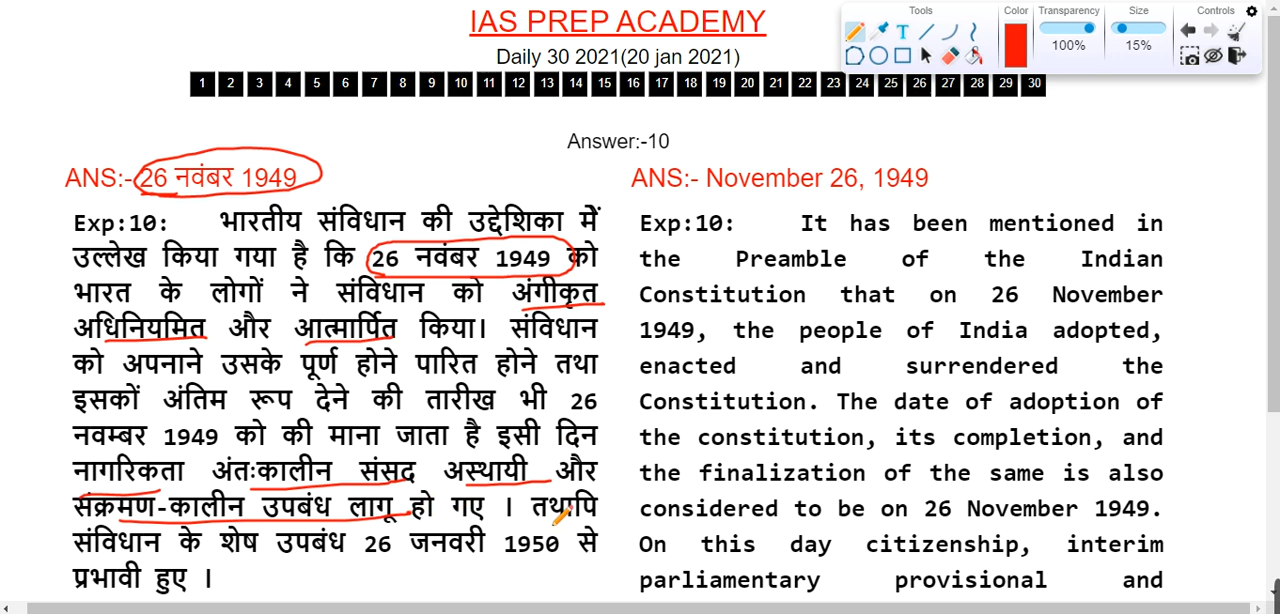 IAS PREP ACADEMY
Daily 30 2021(20 jan 2021)
1 2 3 4 5 6 7 8 9 10 11 12 13 14 15 16 17 18 19 20 21 22 23 24 25 26 27 28 29 30
Tools
Color
Transparency
100%
Size
15%
Controls
Answer:-10
ANS:- 26 नवंबर 1949
Exp:10: भारतीय संविधान की उद्देशिका में
उल्लेख किया गया है कि 26 नवंबर 1949 को
भारत के लोगों ने संविधान को अंगीकृत
अधिनियमित और आत्मार्पित किया। संविधान
को अपनाने उसके पूर्ण होने पारित होने तथा
इसकों अंतिम रूप देने की तारीख भी 26
नवम्बर 1949 को की माना जाता है इसी दिन
नागरिकता अंतःकालीन संसद अस्थायी और
संक्रमण-कालीन उपबंध लागू हो गए । तथापि
संविधान के शेष उपबंध 26 जनवरी 1950 से
प्रभावी हुए ।
ANS:- November 26, 1949
Exp:10: It has been mentioned in
the Preamble of the Indian
Constitution that on 26 November
1949, the people of India adopted,
enacted and surrendered the
Constitution. The date of adoption of
the constitution, its completion, and
the finalization of the same is also
considered to be on 26 November 1949.
On this day citizenship, interim
parliamentary provisional and